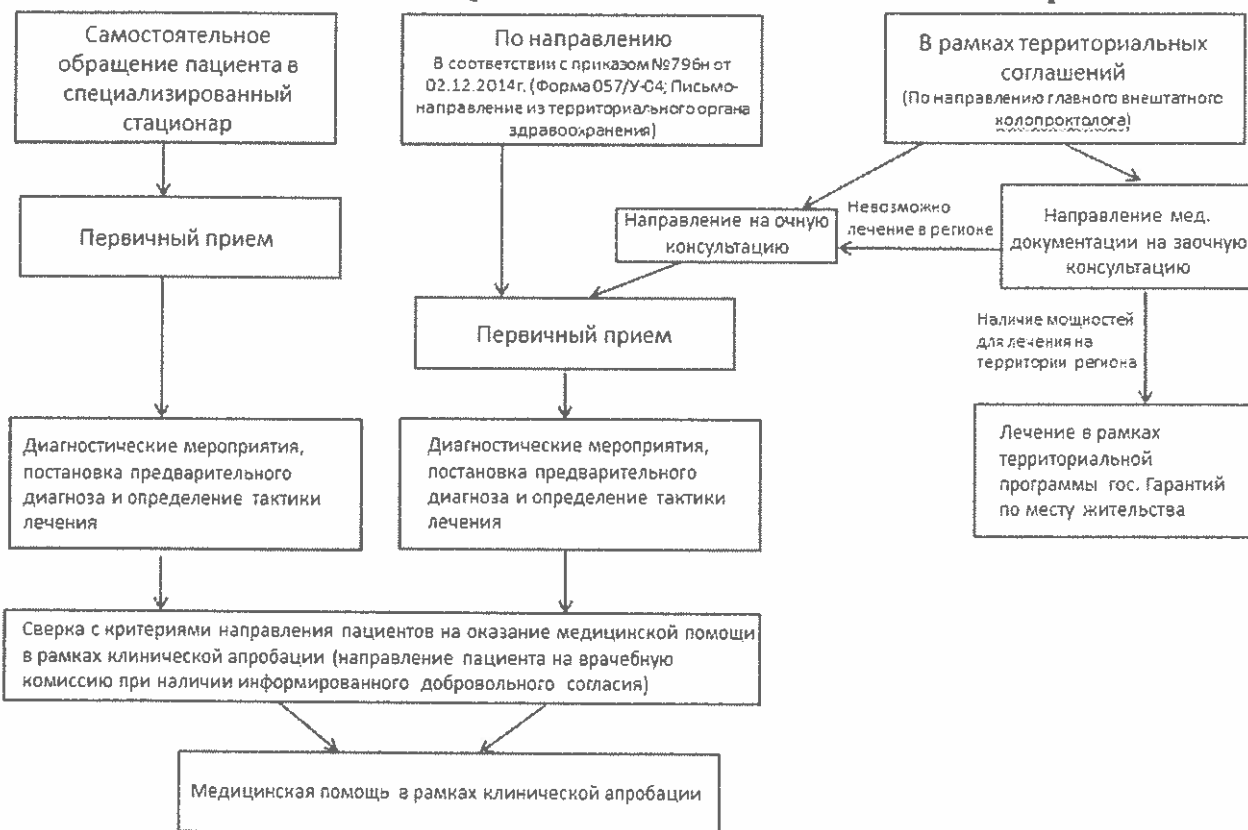 Самостоятельное
обращение пациента в
специализированный
стационар
По направлению
В соответствии с приказом №796н от
02.12.2014г. (Форма 057/У-04; Письмо-
направление из территориального органа
здравоохранения)
В рамках территориальных
соглашений
(По направлению главного внештатного
колопроктолога)
Первичный прием
Направление на очную
консультацию
Невозможно
лечение в регионе
Направление мед.
документации на заочную
консультацию
Первичный прием
Наличие мощностей
для лечения на
территории региона
Диагностические мероприятия,
постановка предварительного
диагноза и определение тактики
лечения
Диагностические мероприятия,
постановка предварительного
диагноза и определение тактики
лечения
Лечение в рамках
территориальной
программы гос. Гарантий
по месту жительства
Сверка с критериями направления пациентов на оказание медицинской помощи
в рамках клинической апробации (направление пациента на врачебную
комиссию при наличии информированного добровольного согласия)
Медицинская помощь в рамках клинической апробации